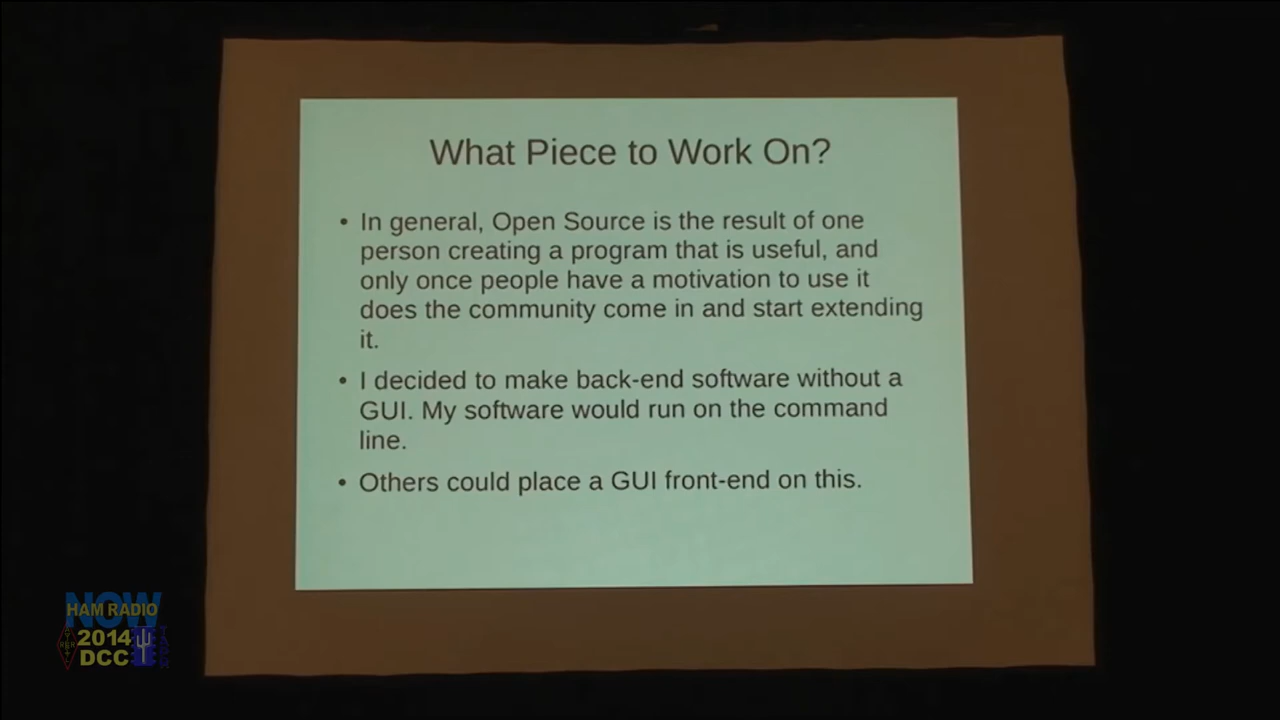 What Piece to Work On?
• In general, Open Source is the result of one
person creating a program that is useful, and
only once people have a motivation to use it
does the community come in and start extending
it.
• I decided to make back-end software without a
GUI. My software would run on the command
line.
• Others could place a GUI front-end on this.
NOW
HAM RADIO
2014
DCC